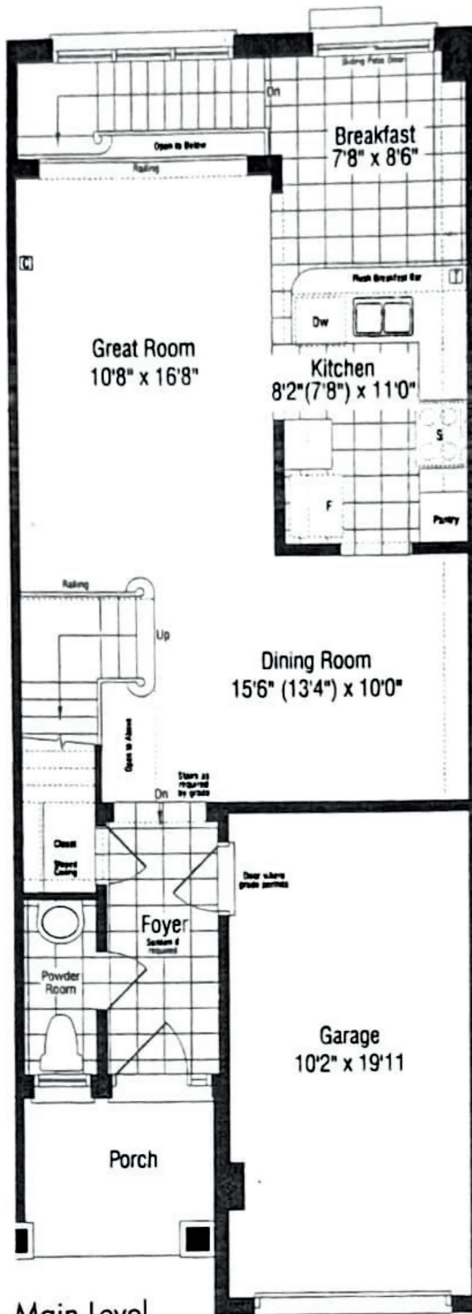 Sliding Patio Door
Dn
Breakfast
7'8" x 8'6"
Open to Below
Railing
C
Flush Breakfast Bar
T
Dw
Great Room
10'8" x 16'8"
Kitchen
8'2"(7'8") x 11'0"
S
F
Pantry
Railing
Up
Dining Room
15'6" (13'4") x 10'0"
Open to Above
Stairs as
required
by grade
Dn
Closet
Sloped
Ceiling
Door where
grade permits
Foyer
Sunken if
required
Powder
Room
Garage
10'2" x 19'11
Porch
Main Level